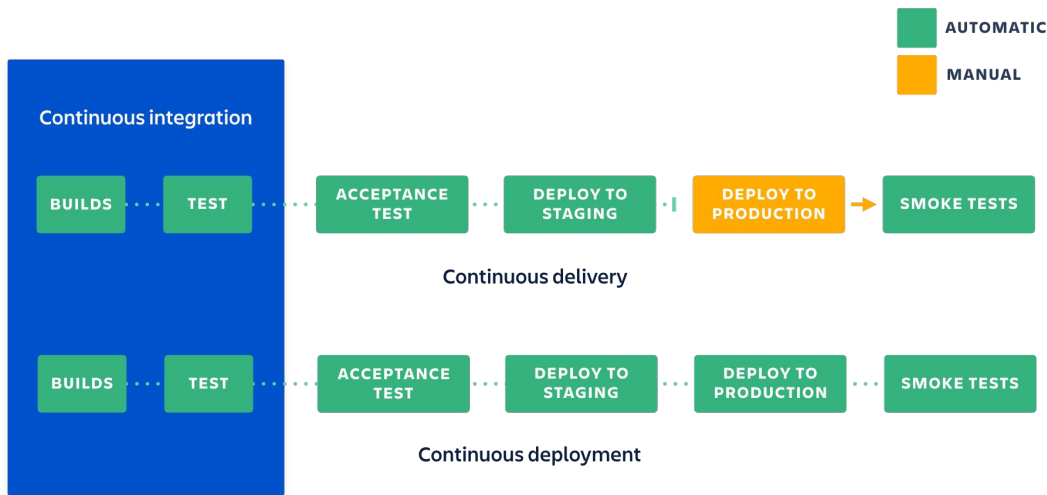 AUTOMATIC
MANUAL
Continuous integration
BUILDS
TEST
ACCEPTANCE
TEST
DEPLOY TO
STAGING
DEPLOY TO
PRODUCTION
SMOKE TESTS
Continuous delivery
BUILDS
TEST
ACCEPTANCE
TEST
DEPLOY TO
STAGING
DEPLOY TO
PRODUCTION
SMOKE TESTS
Continuous deployment